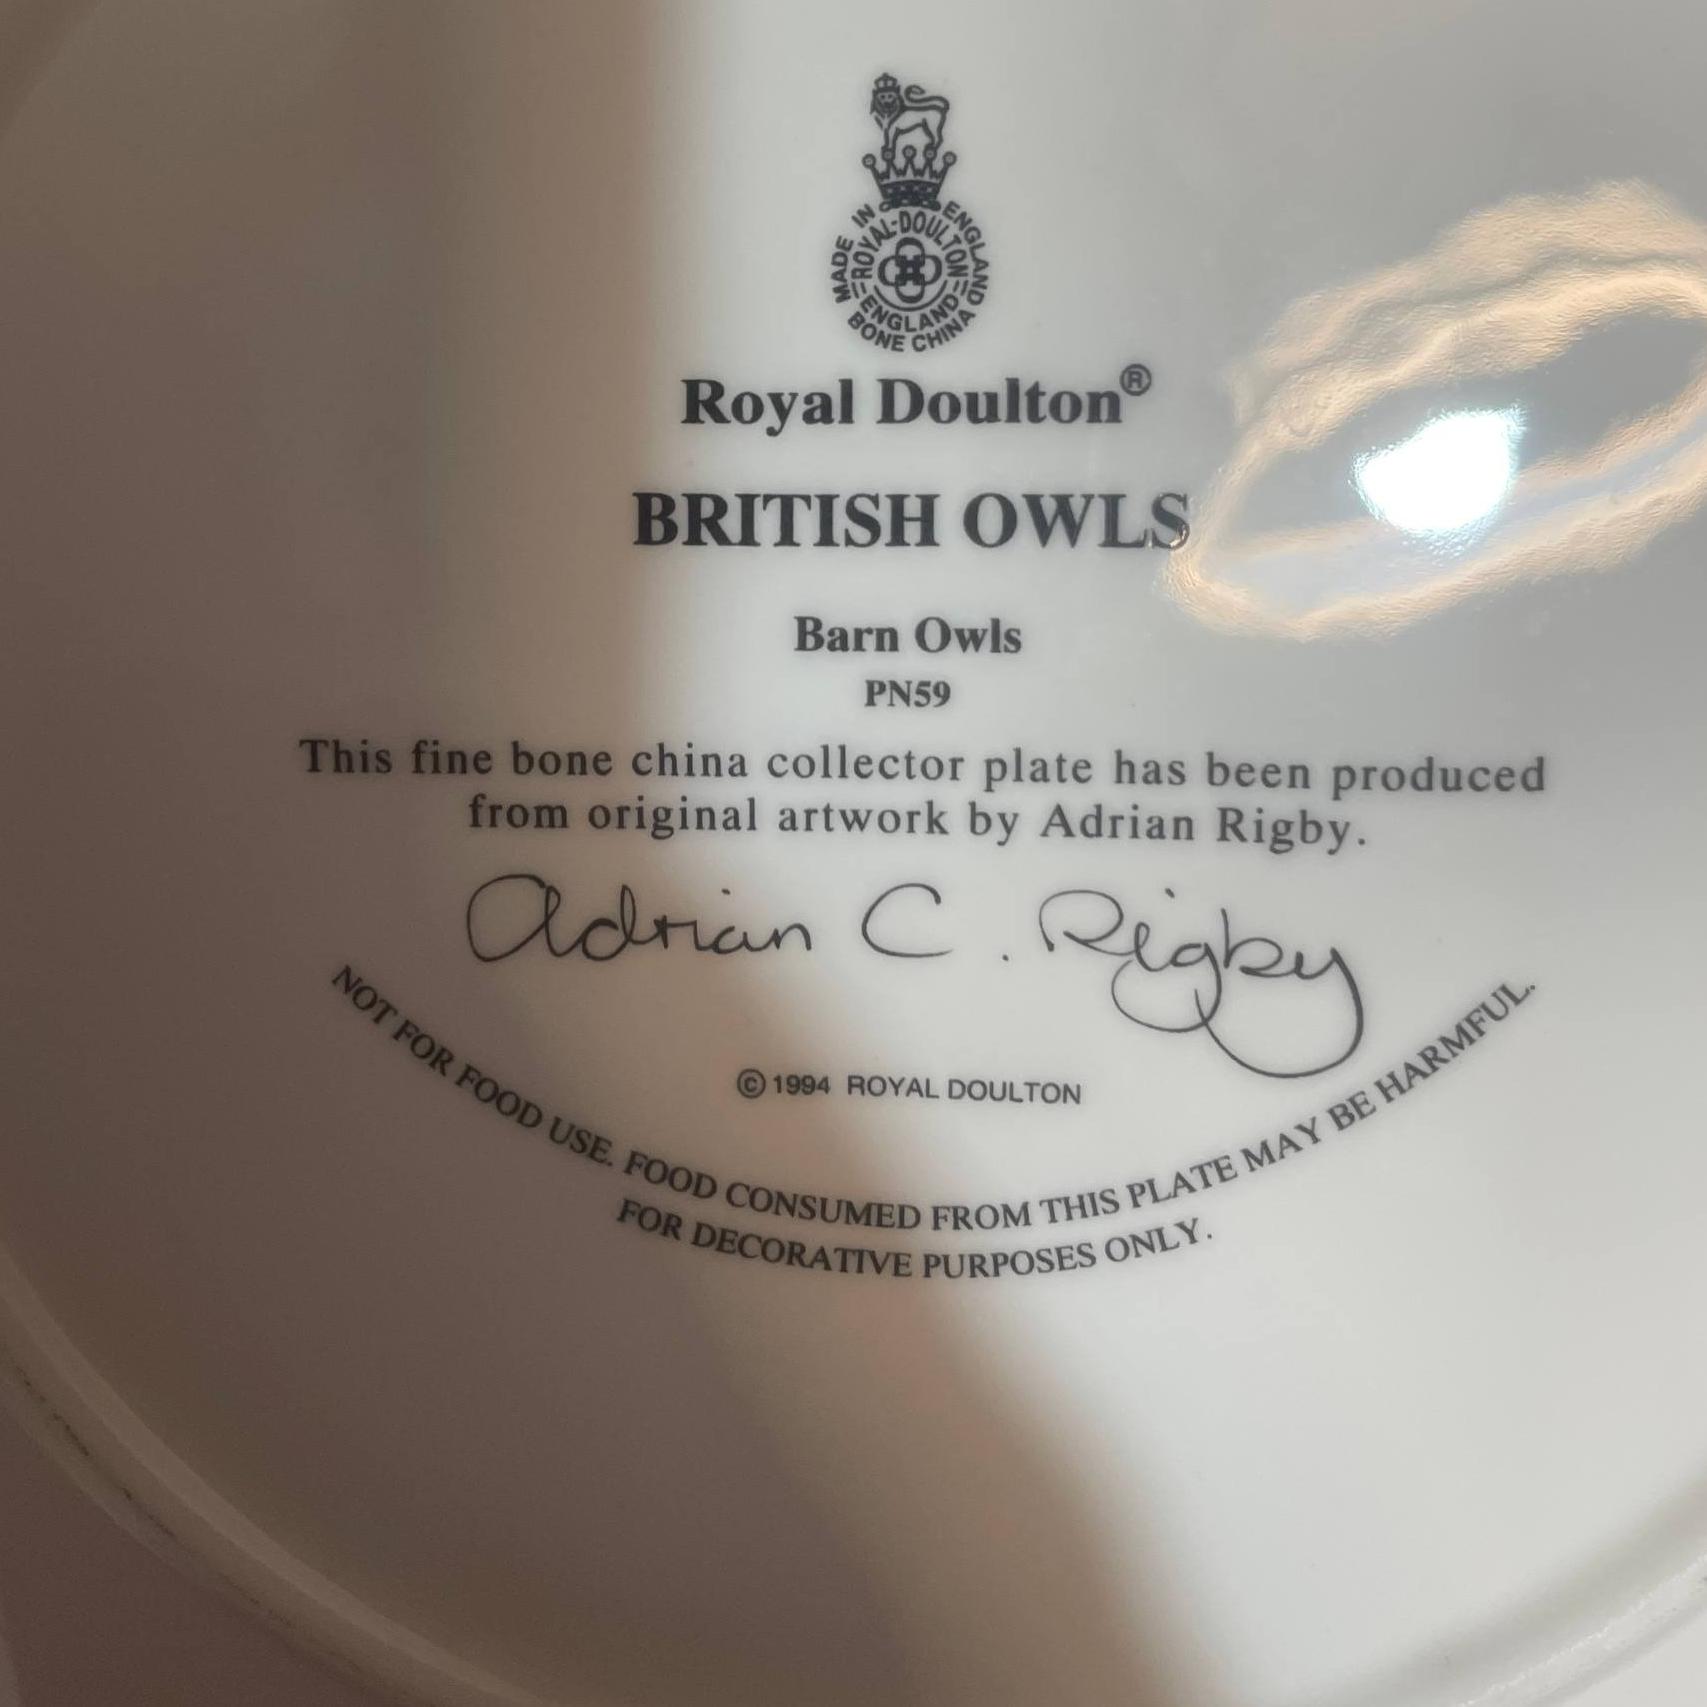 MADE IN ENGLAND
ROYAL-DOULTON
ENGLAND
BONE CHINA
Royal Doulton®
BRITISH OWLS
Barn Owls
PN59
This fine bone china collector plate has been produced
from original artwork by Adrian Rigby.
Adrian C. Rigby
© 1994 ROYAL DOULTON
NOT FOR FOOD USE. FOOD CONSUMED FROM THIS PLATE MAY BE HARMFUL.
FOR DECORATIVE PURPOSES ONLY.